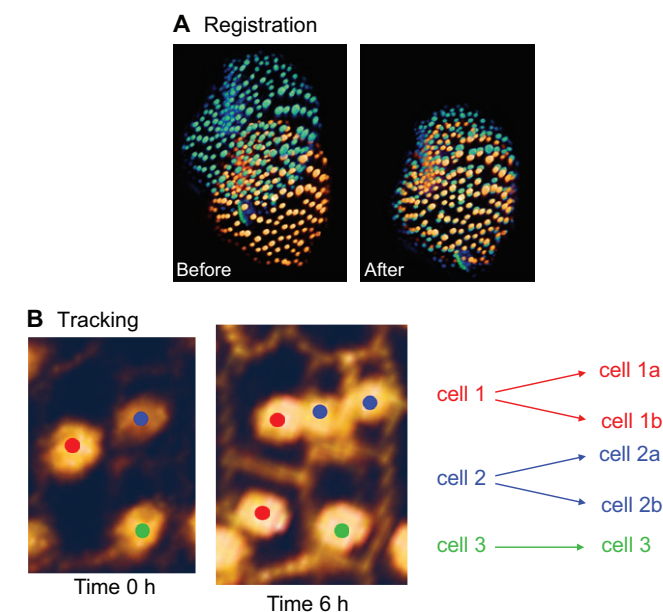 A Registration
Before
After
B Tracking
Time 0 h
Time 6 h
cell 1
cell 1a
cell 1b
cell 2
cell 2a
cell 2b
cell 3
cell 3